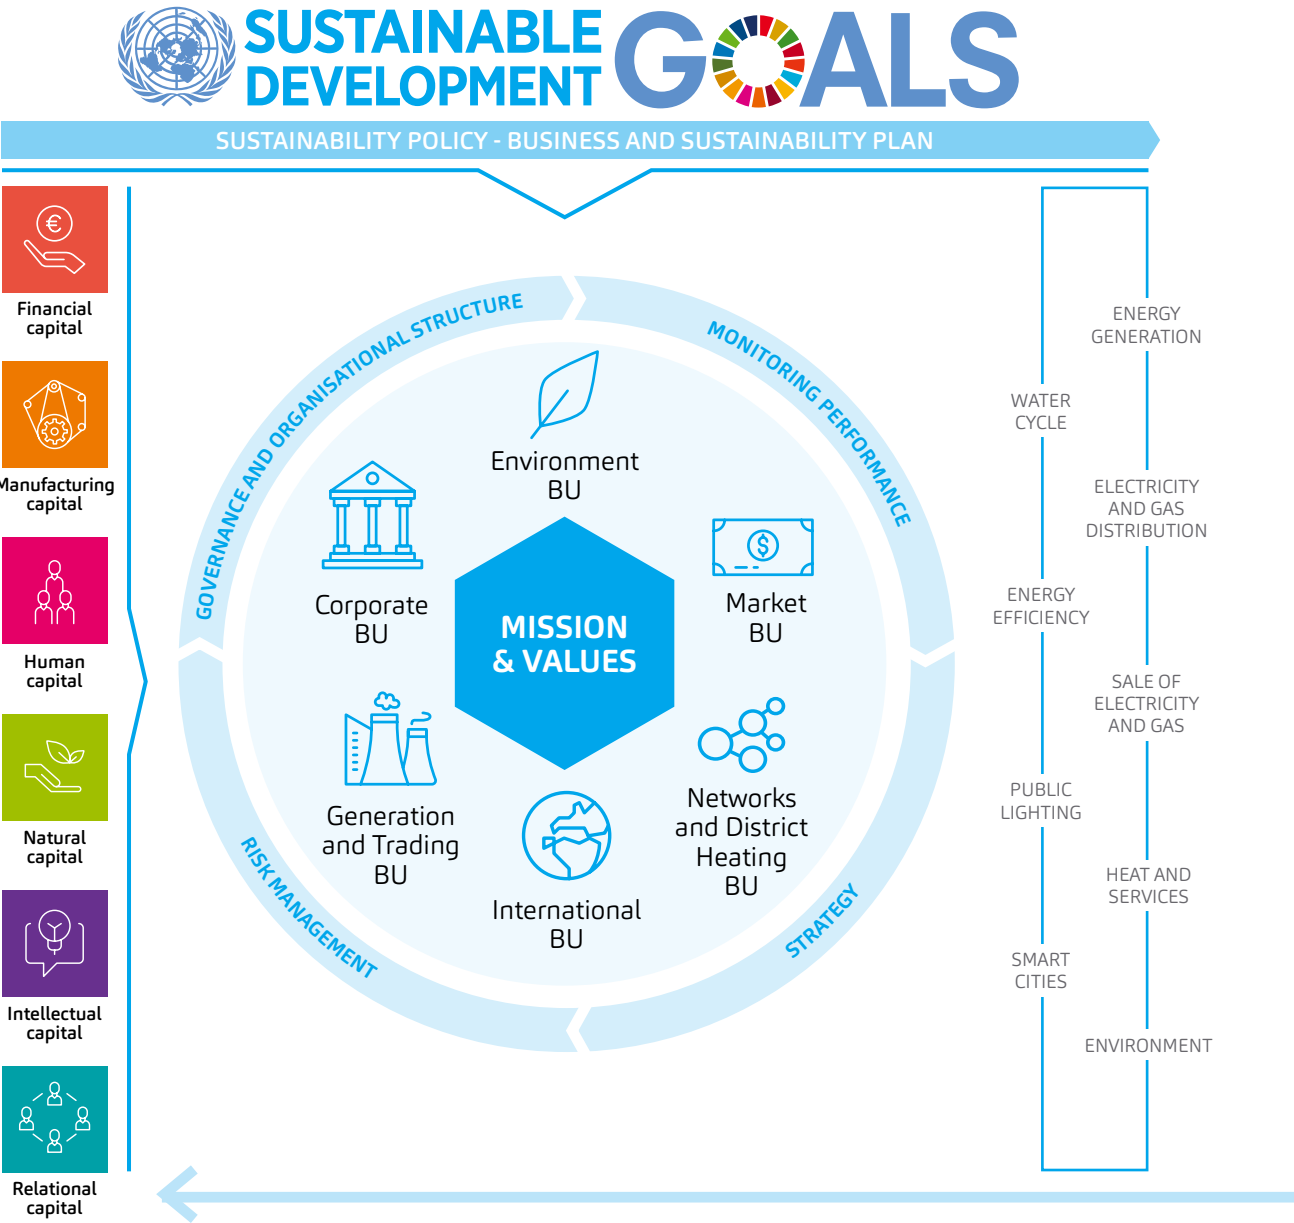 SUSTAINABLE
DEVELOPMENT
GOALS
SUSTAINABILITY POLICY - BUSINESS AND SUSTAINABILITY PLAN
€
Financial
capital
Manufacturing
capital
Human
capital
Natural
capital
Intellectual
capital
Relational
capital
GOVERNANCE AND ORGANISATIONAL STRUCTURE
MONITORING PERFORMANCE
STRATEGY
RISK MANAGEMENT
Environment
BU
Corporate
BU
$
Market
BU
MISSION
& VALUES
Generation
and Trading
BU
Networks
and District
Heating
BU
International
BU
ENERGY
GENERATION
WATER
CYCLE
ELECTRICITY
AND GAS
DISTRIBUTION
ENERGY
EFFICIENCY
SALE OF
ELECTRICITY
AND GAS
PUBLIC
LIGHTING
HEAT AND
SERVICES
SMART
CITIES
ENVIRONMENT